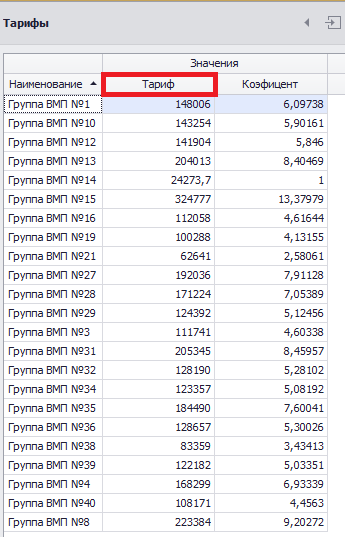 Тарифы
Значения
Наименование Тариф Коэфицент
Группа ВМП №1 148006 6,09738
Группа ВМП №10 143254 5,90161
Группа ВМП №12 141904 5,846
Группа ВМП №13 204013 8,40469
Группа ВМП №14 24273,7 1
Группа ВМП №15 324777 13,37979
Группа ВМП №16 112058 4,61644
Группа ВМП №19 100288 4,13155
Группа ВМП №21 62641 2,58061
Группа ВМП №27 192036 7,91128
Группа ВМП №28 171224 7,05389
Группа ВМП №29 124392 5,12456
Группа ВМП №3 111741 4,60338
Группа ВМП №31 205345 8,45957
Группа ВМП №32 128190 5,28102
Группа ВМП №34 123357 5,08192
Группа ВМП №35 184490 7,60041
Группа ВМП №36 128657 5,30026
Группа ВМП №38 83359 3,43413
Группа ВМП №39 122182 5,03351
Группа ВМП №4 168299 6,93339
Группа ВМП №40 108171 4,4563
Группа ВМП №8 223384 9,20272